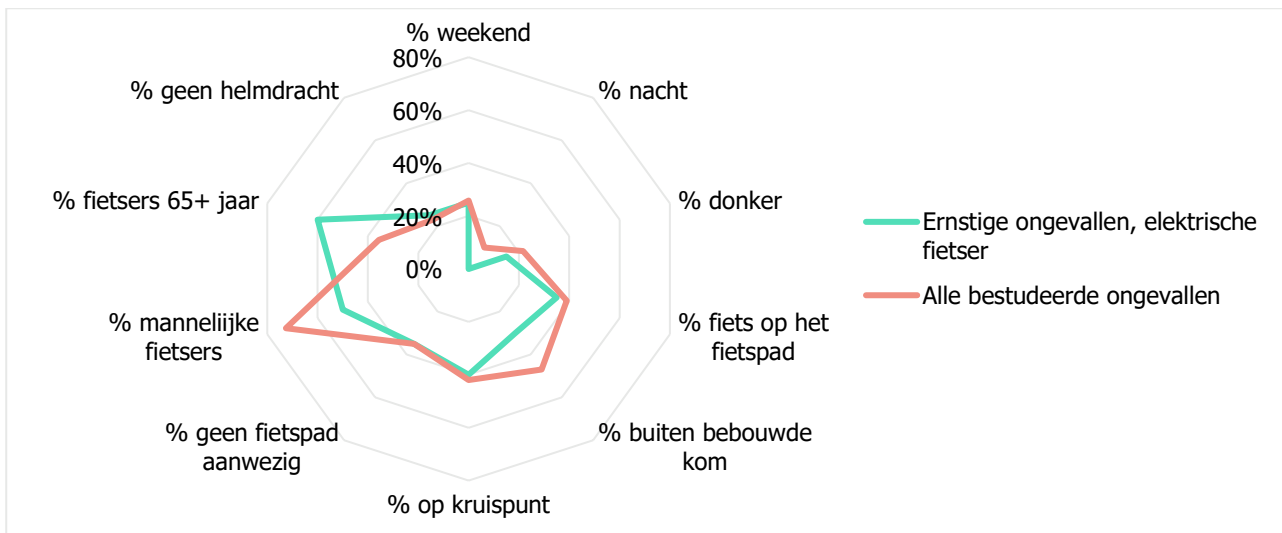 % weekend
80%
% geen helmdracht
% nacht
60%
40%
% fietsers 65+ jaar
% donker
20%
Ernstige ongevallen, elektrische
fietser
0%
Alle bestudeerde ongevallen
% manneliijke
fietsers
% fiets op het
fietspad
% geen fietspad
aanwezig
% buiten bebouwde
kom
% op kruispunt